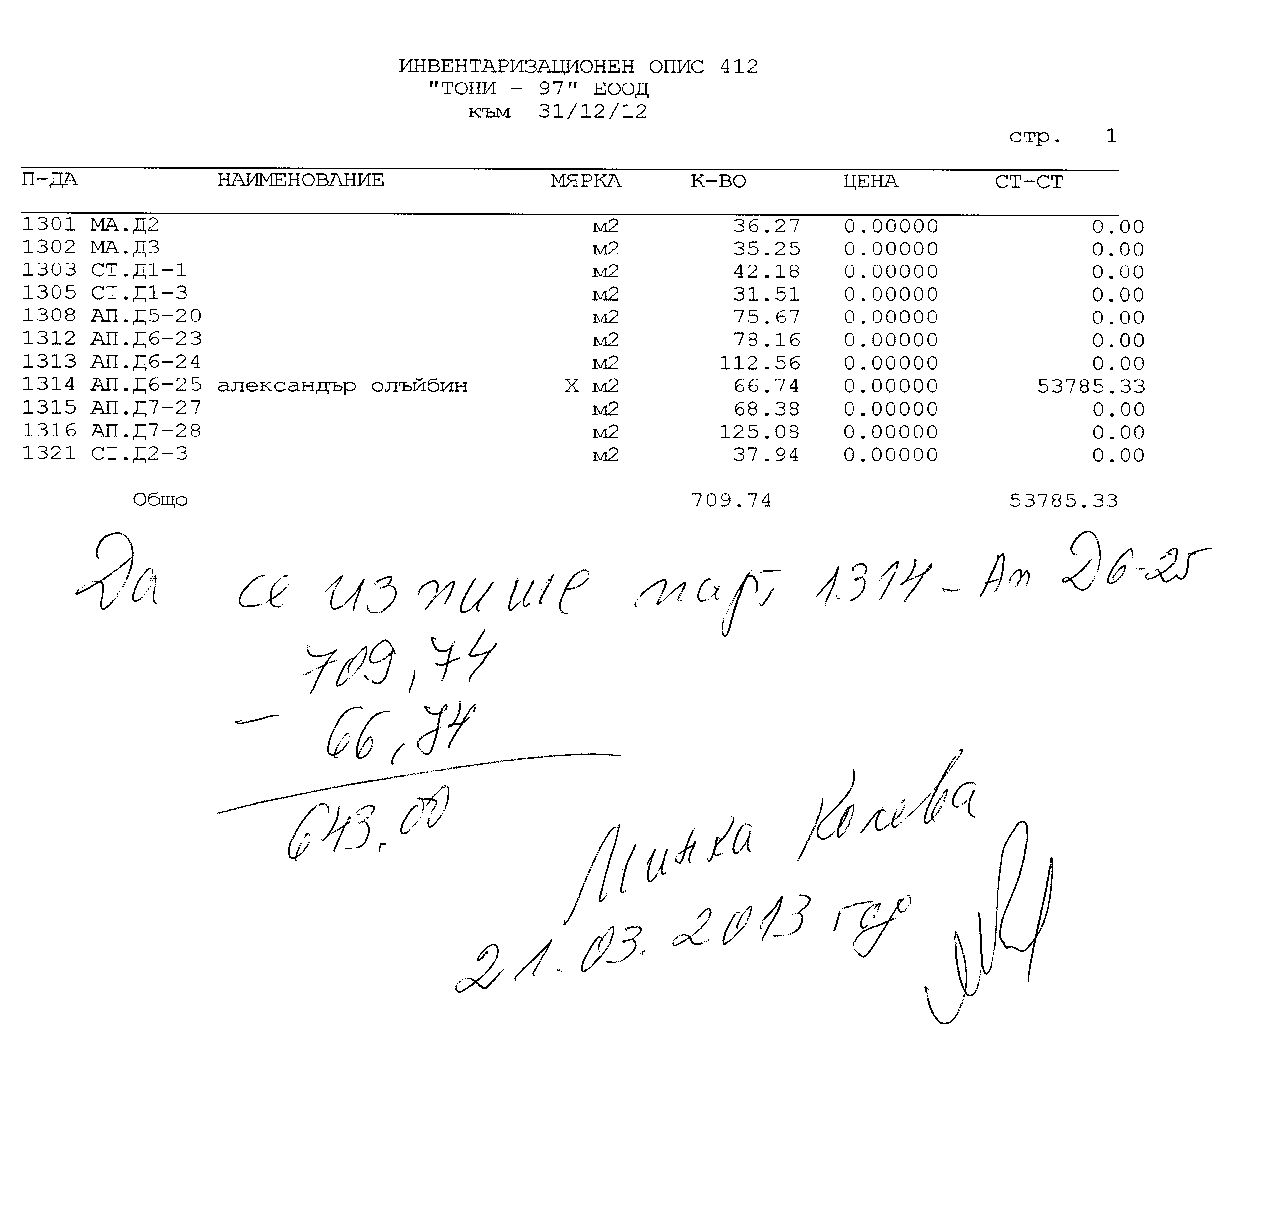 ИНВЕНТАРИЗАЦИОНЕН ОПИС 412
"ТОНИ - 97" ЕООД
към 31/12/12
стр. 1
П-ДА НАИМЕНОВАНИЕ МЯРКА К-ВО ЦЕНА СТ-СТ
1301 МА.Д2 м2 36.27 0.00000 0.00
1302 МА.Д3 м2 35.25 0.00000 0.00
1303 СТ.Д1-1 м2 42.18 0.00000 0.00
1305 СТ.Д1-3 м2 31.51 0.00000 0.00
1308 АП.Д5-20 м2 75.67 0.00000 0.00
1312 АП.Д6-23 м2 78.16 0.00000 0.00
1313 АП.Д6-24 м2 112.56 0.00000 0.00
1314 АП.Д6-25 александър олъйбин Х м2 66.74 0.00000 53785.33
1315 АП.Д7-27 м2 68.38 0.00000 0.00
1316 АП.Д7-28 м2 125.08 0.00000 0.00
1321 СТ.Д2-3 м2 37.94 0.00000 0.00
Общо 709.74 53785.33
Да се изпише парт. 1314 - Ап Д6-25
709,74
- 66,74
643.00
Минка Колева
21.03.2013 год